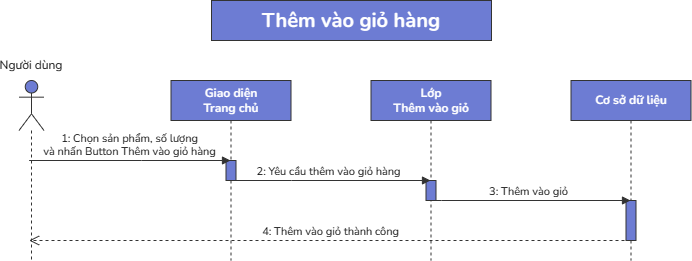 Thêm vào giỏ hàng
Người dùng
Giao diện
Trang chủ
Lớp
Thêm vào giỏ
Cơ sở dữ liệu
1: Chọn sản phẩm, số lượng
và nhấn Button Thêm vào giỏ hàng
2: Yêu cầu thêm vào giỏ hàng
3: Thêm vào giỏ
4: Thêm vào giỏ thành công